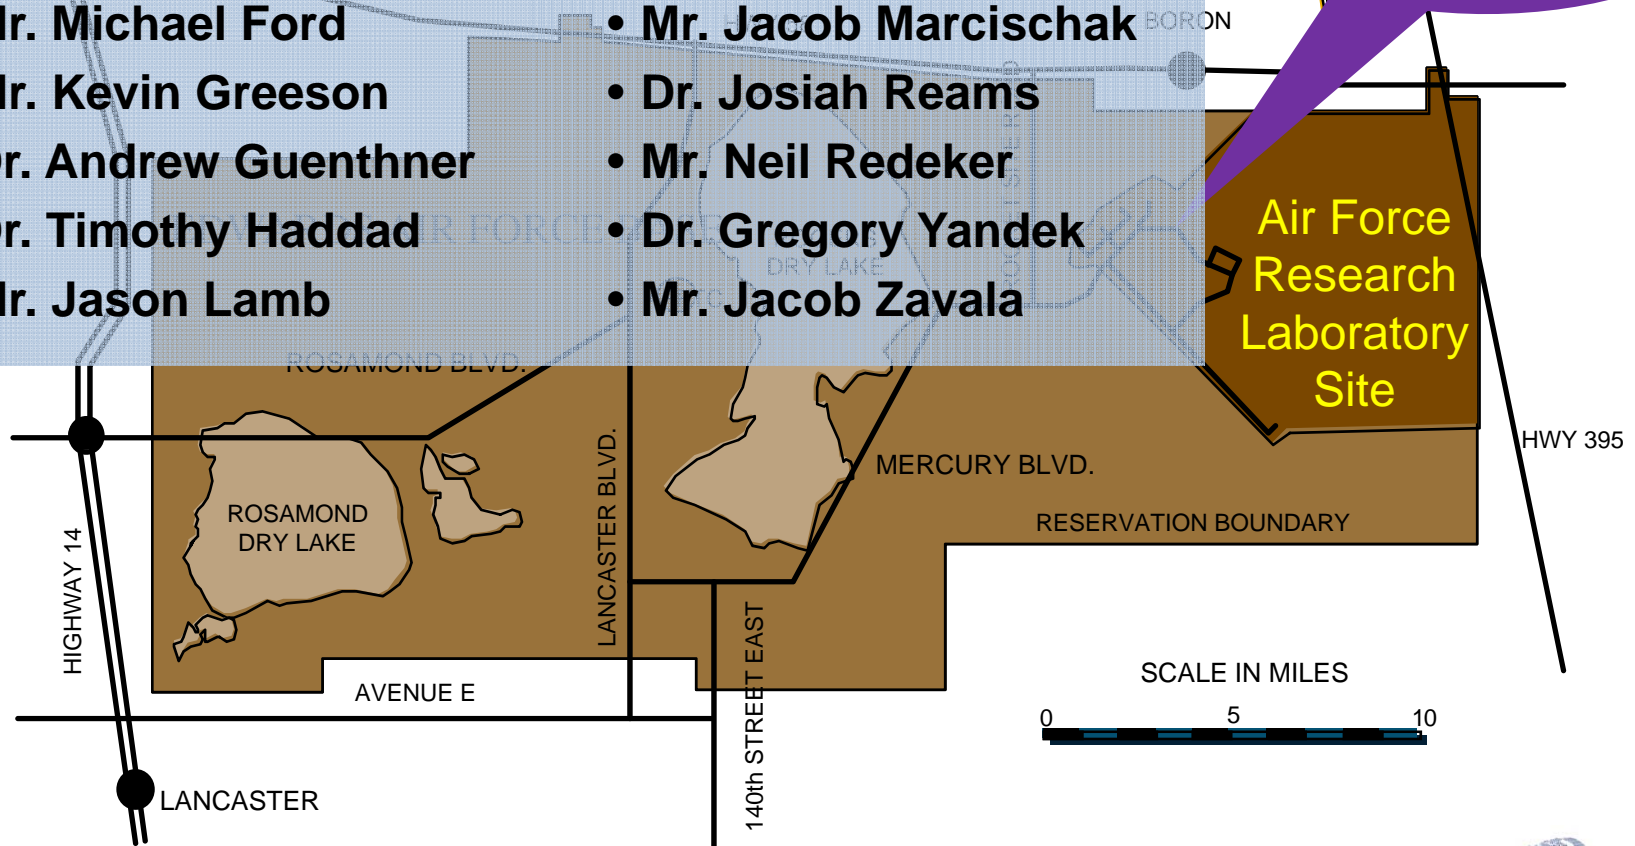 Mr. Michael Ford
Mr. Kevin Greeson
Dr. Andrew Guenthner
Dr. Timothy Haddad
Mr. Jason Lamb
• Mr. Jacob Marcischak
• Dr. Josiah Reams
• Mr. Neil Redeker
• Dr. Gregory Yandek
• Mr. Jacob Zavala
BORON
AIR FORCE
DRY LAKE
Air Force
Research
Laboratory
Site
ROSAMOND BLVD.
HWY 395
MERCURY BLVD.
LANCASTER BLVD.
ROSAMOND
DRY LAKE
RESERVATION BOUNDARY
HIGHWAY 14
140th STREET EAST
AVENUE E
SCALE IN MILES
0 5 10
LANCASTER